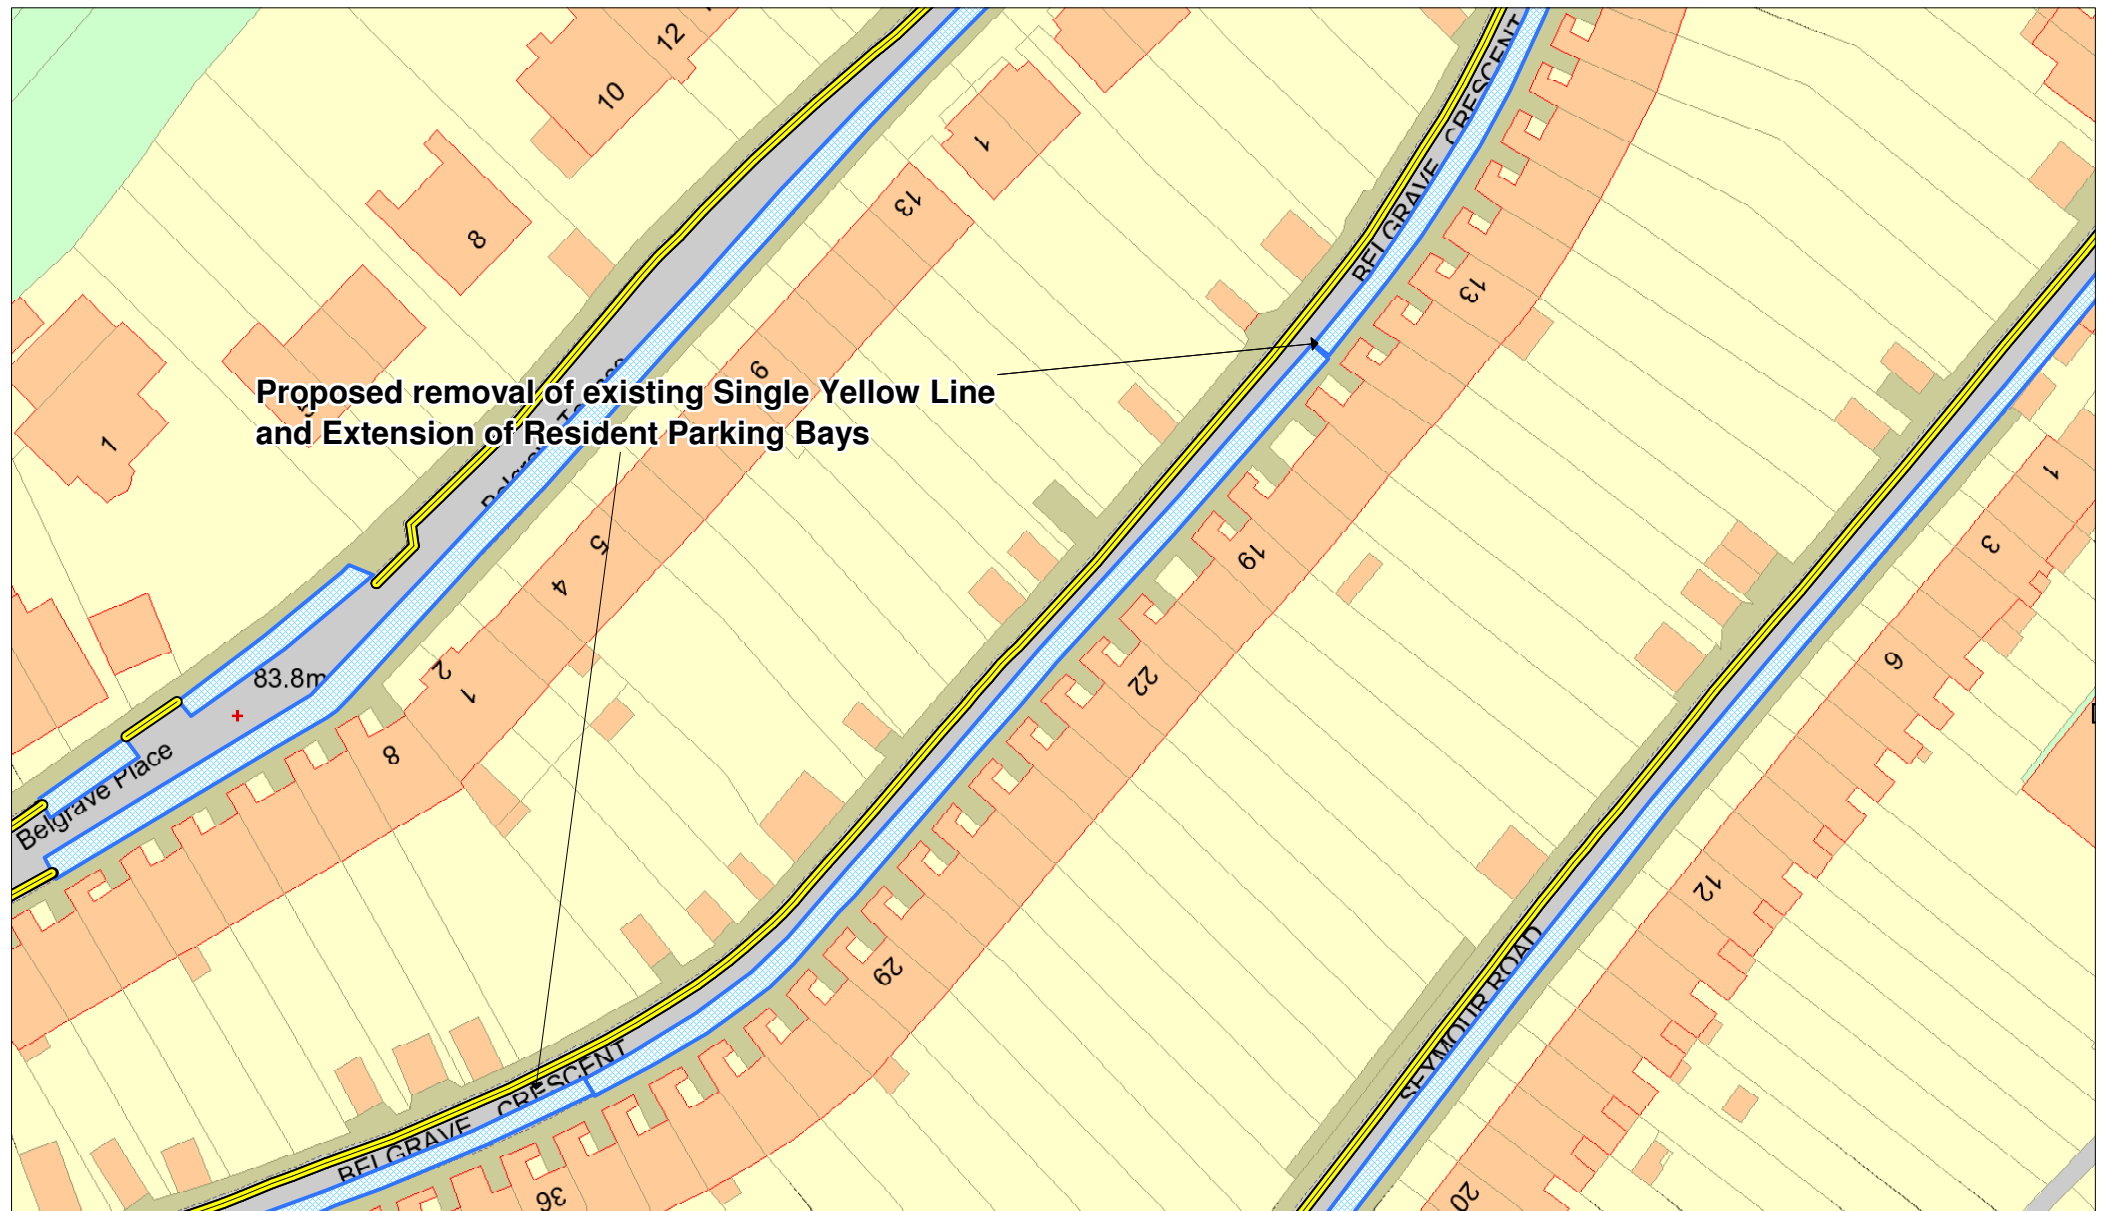 12
10
CRESCENT
BELGRAVE
1
13
8
13
9
Proposed removal of existing Single Yellow Line
and Extension of Resident Parking Bays
1
1
5
3
19
4
83.8m
2
1
22
6
8
Belgrave Place
12
29
SEYMOUR ROAD
BELGRAVE CRESCENT
36
20